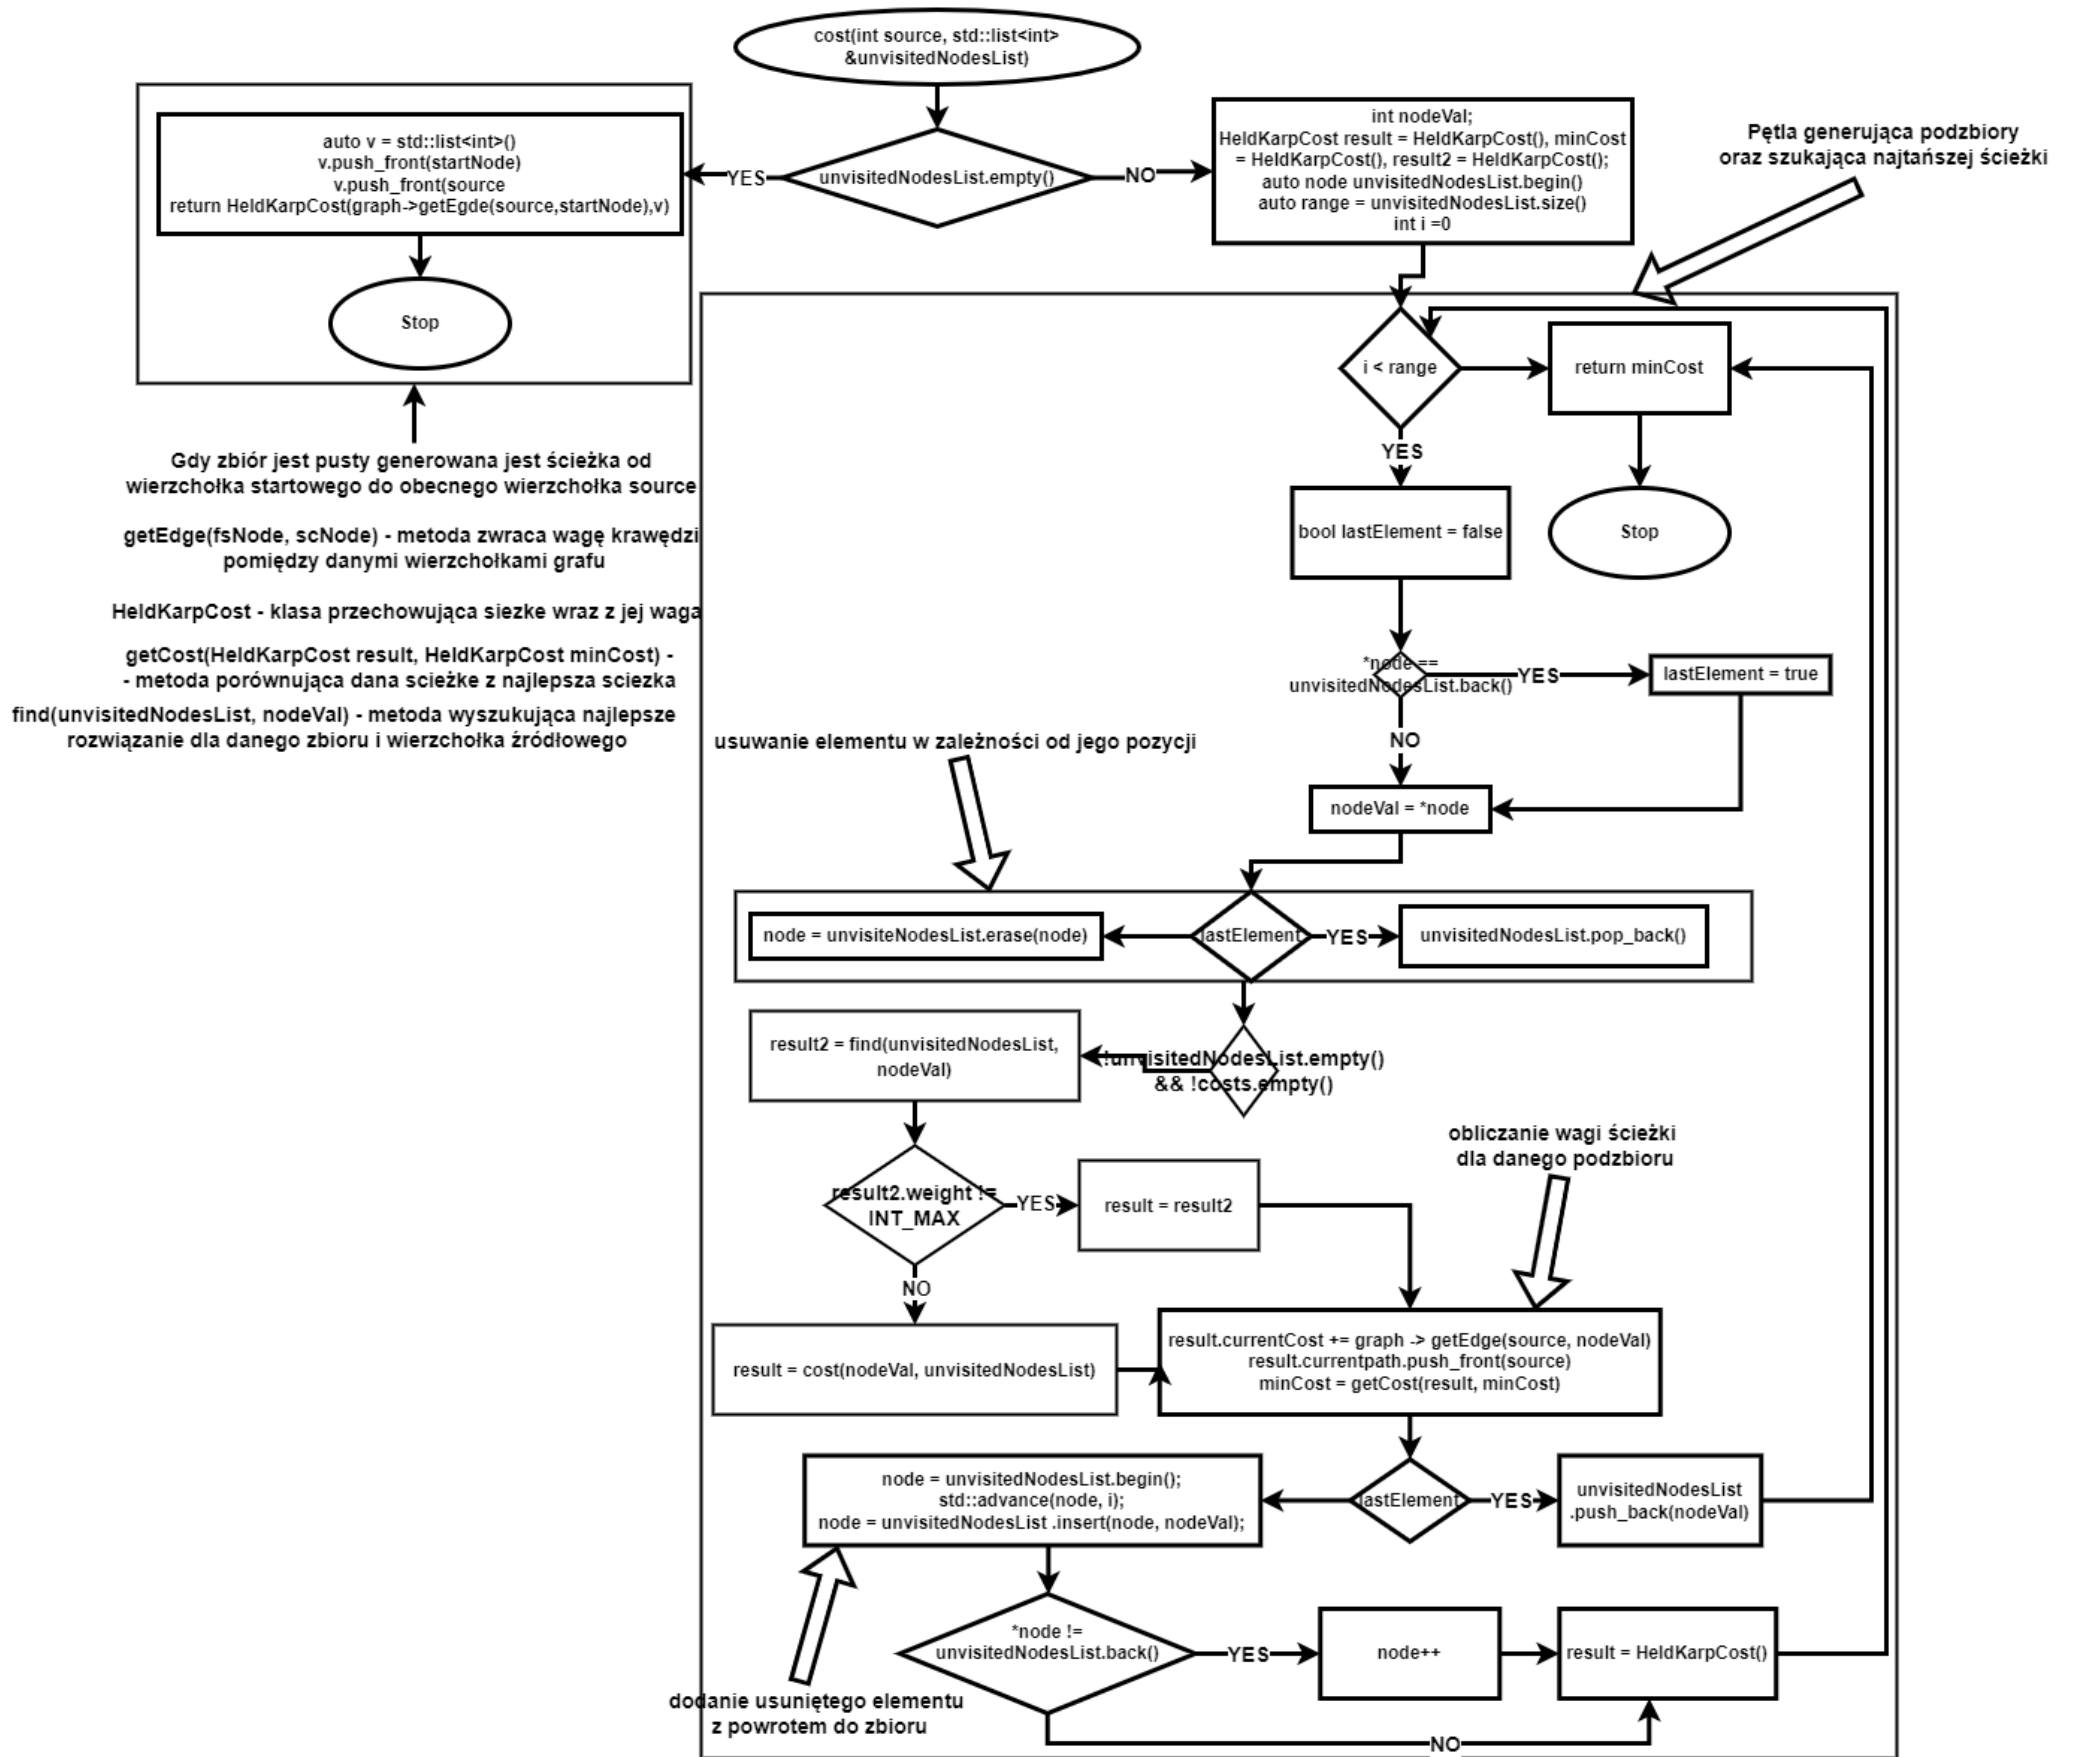 cost(int source, std::list<int>
&unvisitedNodesList)
auto v = std::list<int>()
v.push_front(startNode)
v.push_front(source
return HeldKarpCost(graph->getEgde(source,startNode),v)
YES
unvisitedNodesList.empty()
NO
int nodeVal;
HeldKarpCost result = HeldKarpCost(), minCost
= HeldKarpCost(), result2 = HeldKarpCost();
auto node unvisitedNodesList.begin()
auto range = unvisitedNodesList.size()
int i =0
Pętla generująca podzbiory
oraz szukająca najtańszej ścieżki
Stop
i < range
return minCost
YES
Gdy zbiór jest pusty generowana jest ścieżka od
wierzchołka startowego do obecnego wierzchołka source
getEdge(fsNode, scNode) - metoda zwraca wagę krawędzi
pomiędzy danymi wierzchołkami grafu
HeldKarpCost - klasa przechowująca siezke wraz z jej waga
getCost(HeldKarpCost result, HeldKarpCost minCost) -
- metoda porównująca dana scieżke z najlepsza sciezka
find(unvisitedNodesList, nodeVal) - metoda wyszukująca najlepsze
rozwiązanie dla danego zbioru i wierzchołka źródłowego
bool lastElement = false
Stop
*node ==
unvisitedNodesList.back()
YES
lastElement = true
NO
usuwanie elementu w zależności od jego pozycji
nodeVal = *node
node = unvisiteNodesList.erase(node)
lastElement
YES
unvisitedNodesList.pop_back()
result2 = find(unvisitedNodesList,
nodeVal)
!unvisitedNodesList.empty()
&& !costs.empty()
obliczanie wagi ścieżki
dla danego podzbioru
result2.weight !=
INT_MAX
YES
result = result2
NO
result = cost(nodeVal, unvisitedNodesList)
result.currentCost += graph -> getEdge(source, nodeVal)
result.currentpath.push_front(source)
minCost = getCost(result, minCost)
node = unvisitedNodesList.begin();
std::advance(node, i);
node = unvisitedNodesList .insert(node, nodeVal);
lastElement
YES
unvisitedNodesList
.push_back(nodeVal)
*node !=
unvisitedNodesList.back()
YES
node++
result = HeldKarpCost()
dodanie usuniętego elementu
z powrotem do zbioru
NO